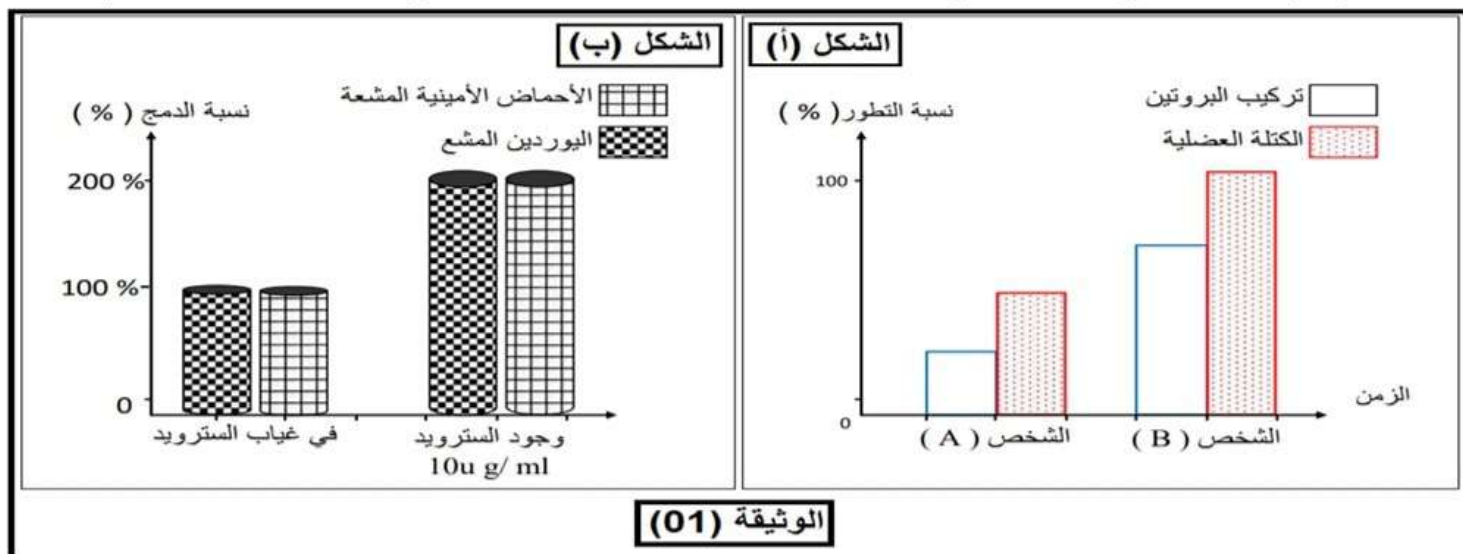 الشكل (أ)
نسبة التطور ( % )
تركيب البروتين
الكتلة العضلية
100
0
الزمن
الشخص ( A )
الشخص ( B )
الشكل (ب)
نسبة الدمج ( % )
الأحماض الأمينية المشعة
اليوردين المشع
200 %
100 %
0
في غياب السترويد
وجود السترويد
10u g/ ml
الوثيقة (01)